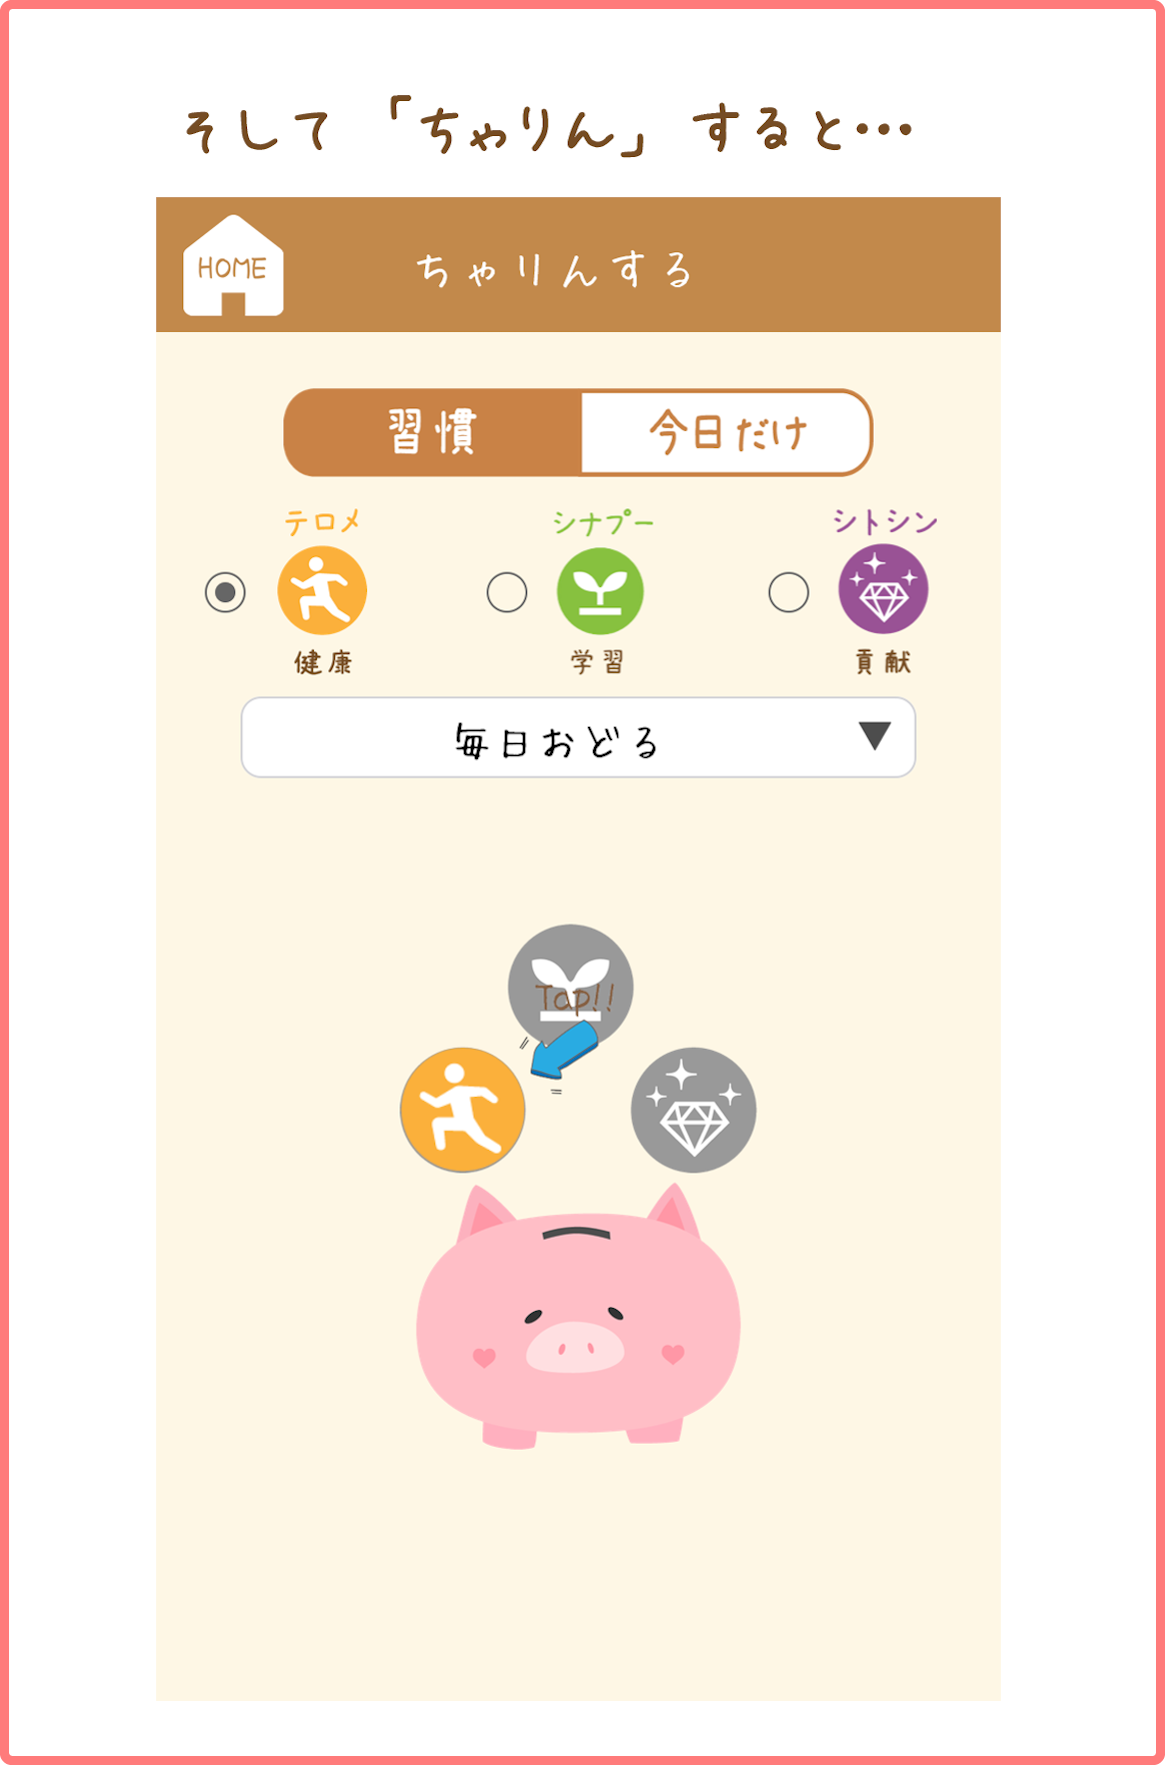 そして「ちゃりん」すると…
HOME
ちゃりんする
習慣 今日だけ
テロメ シナプー シトシン
健康 学習 貢献
毎日おどる ▼
Tap!!